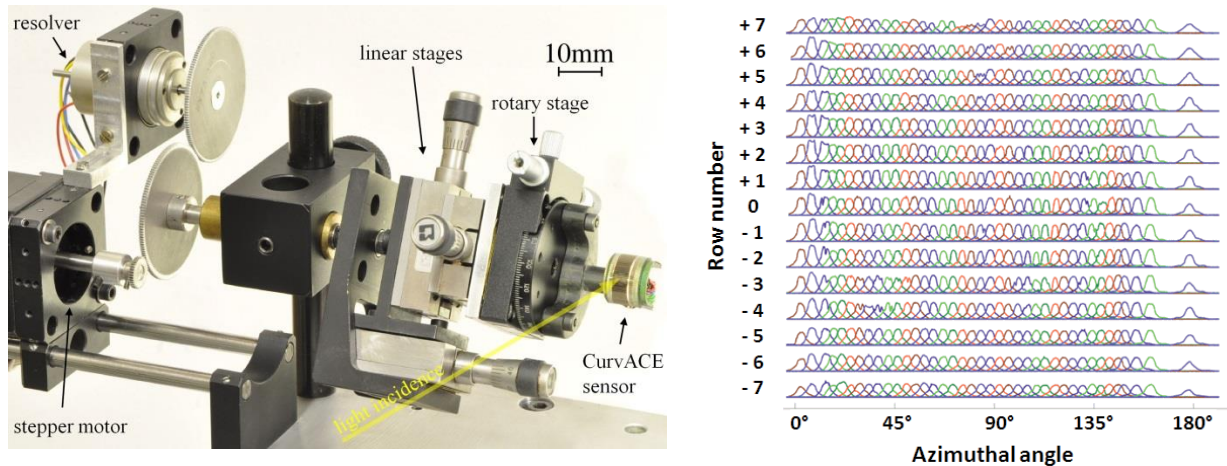 resolver
linear stages
10mm
rotary stage
light incidence
stepper motor
CurvACE
sensor
Row number
+ 7
+ 6
+ 5
+ 4
+ 3
+ 2
+ 1
0
- 1
- 2
- 3
- 4
- 5
- 6
- 7
0° 45° 90° 135° 180°
Azimuthal angle